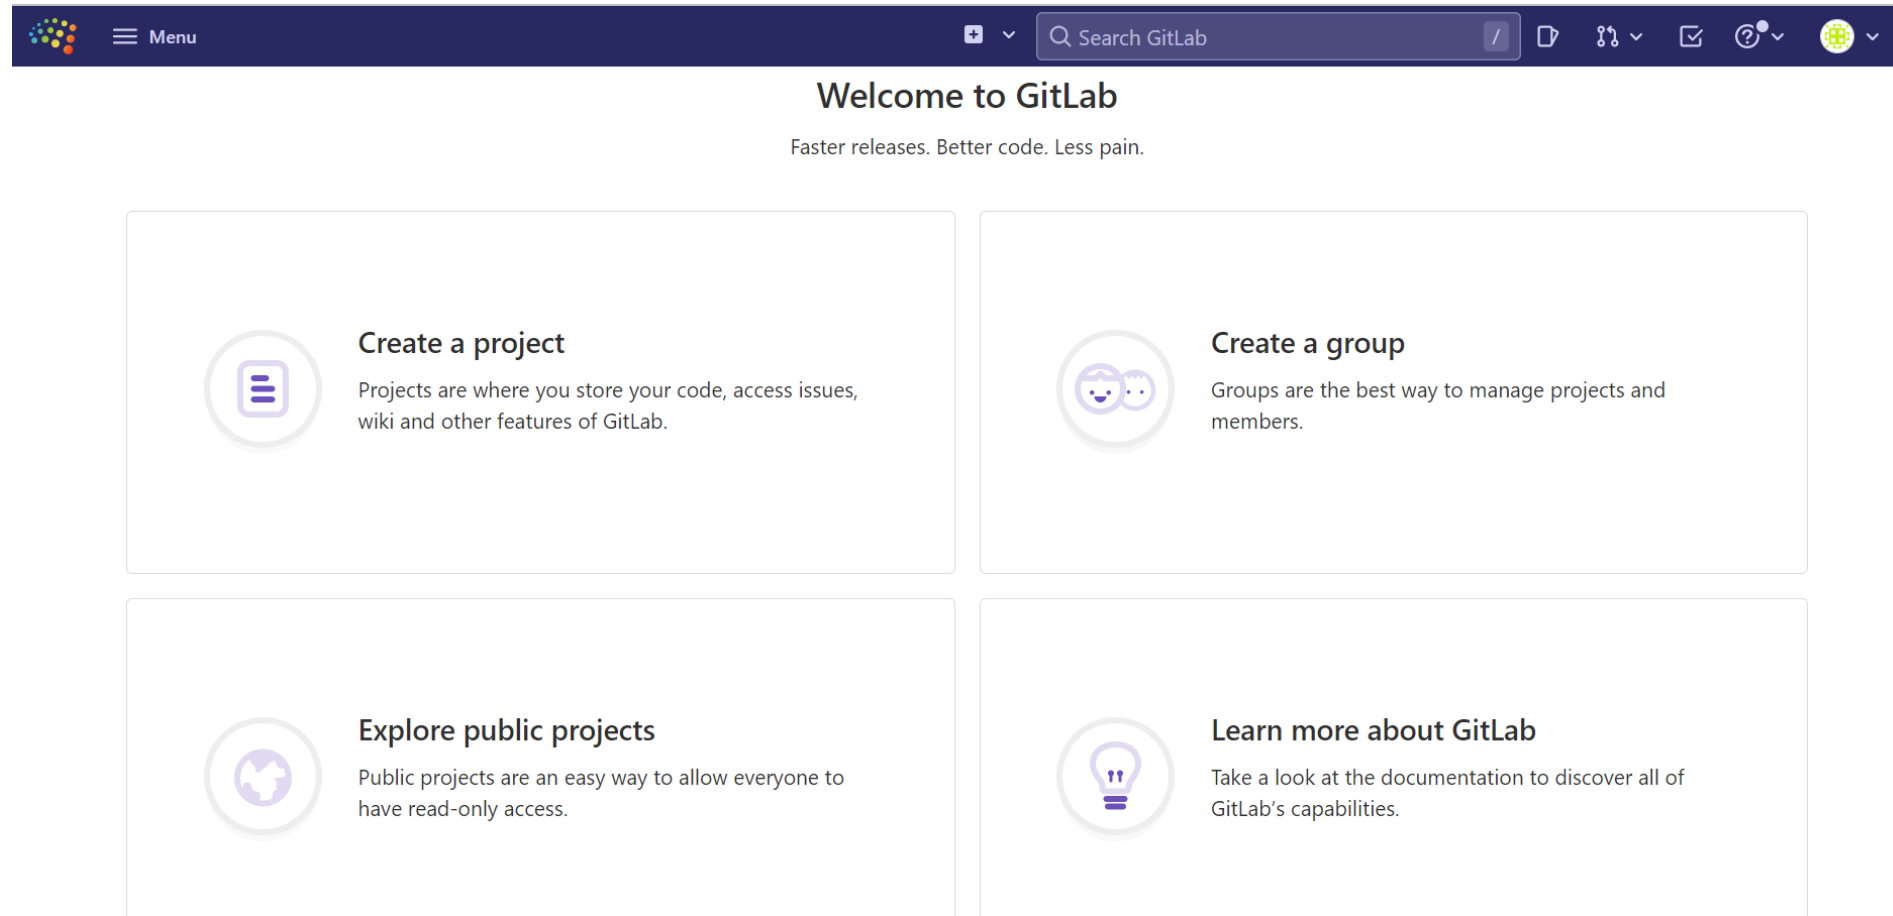 Menu
Search GitLab
/
Welcome to GitLab
Faster releases. Better code. Less pain.
Create a project
Projects are where you store your code, access issues,
wiki and other features of GitLab.
Create a group
Groups are the best way to manage projects and
members.
Explore public projects
Public projects are an easy way to allow everyone to
have read-only access.
Learn more about GitLab
Take a look at the documentation to discover all of
GitLab's capabilities.